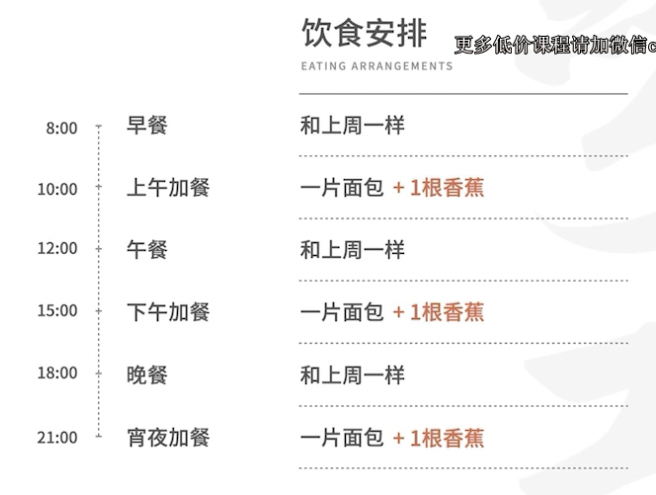 饮食安排
更多低价课程请加微信c
EATING ARRANGEMENTS
8:00 早餐 和上周一样
10:00 上午加餐 一片面包 + 1根香蕉
12:00 午餐 和上周一样
15:00 下午加餐 一片面包 + 1根香蕉
18:00 晚餐 和上周一样
21:00 宵夜加餐 一片面包 + 1根香蕉